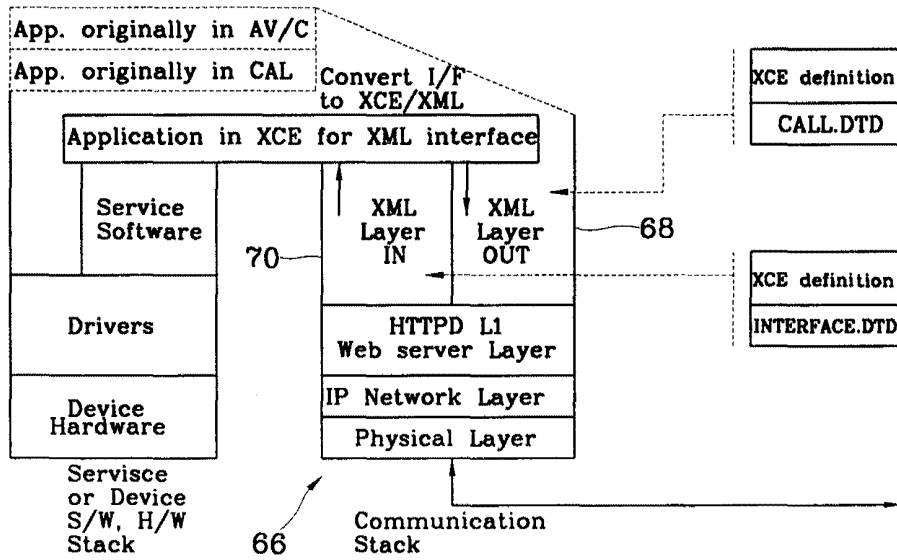 App. originally in AV/C
App. originally in CAL
Convert I/F
to XCE/XML
Application in XCE for XML interface
Service
Software
Drivers
Device
Hardware
Servisce
or Device
S/W, H/W
Stack
XML
Layer
IN
XML
Layer
OUT
70
68
HTTPD L1
Web server Layer
IP Network Layer
Physical Layer
66
Communication
Stack
XCE definition
CALL.DTD
XCE definition
INTERFACE.DTD